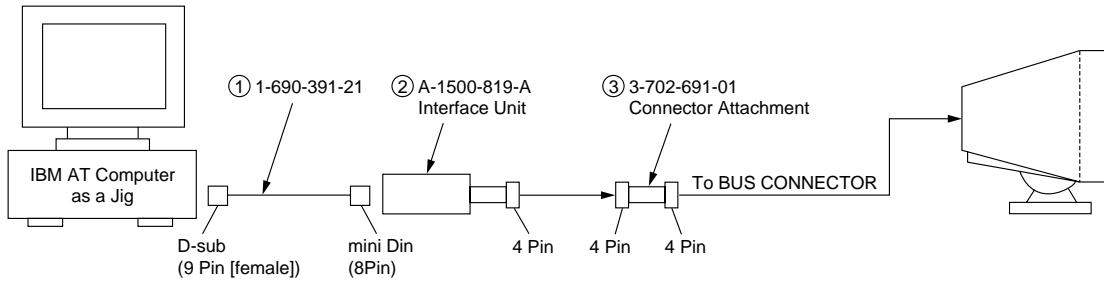 ① 1-690-391-21
② A-1500-819-A
Interface Unit
③ 3-702-691-01
Connector Attachment
IBM AT Computer
as a Jig
To BUS CONNECTOR
D-sub
(9 Pin [female])
mini Din
(8Pin)
4 Pin
4 Pin
4 Pin